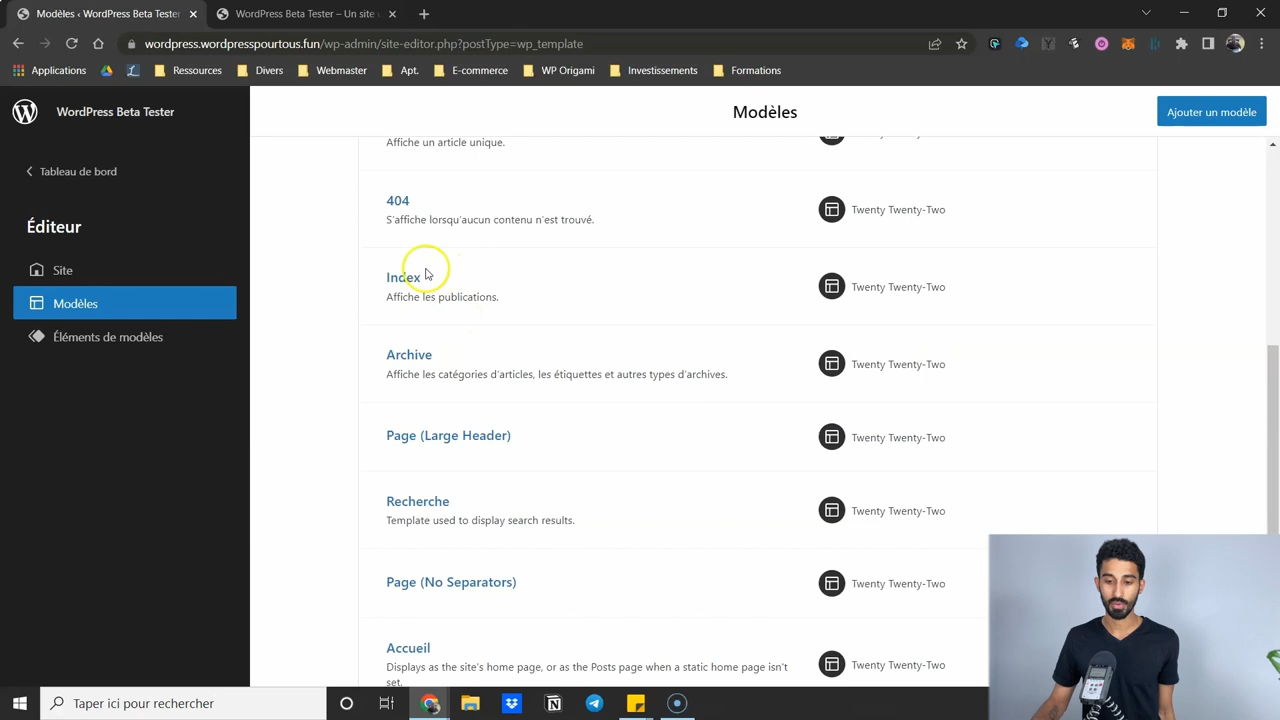 Modèles ‹ WordPress Beta Tester
WordPress Beta Tester – Un site
wordpress.wordpresspourtous.fun/wp-admin/site-editor.php?postType=wp_template
Applications
Ressources
Divers
Webmaster
Apt.
E-commerce
WP Origami
Investissements
Formations
WordPress Beta Tester
Modèles
Ajouter un modèle
Tableau de bord
Éditeur
Site
Modèles
Éléments de modèles
Affiche un article unique.
404
S'affiche lorsqu'aucun contenu n'est trouvé.
Twenty Twenty-Two
Index
Affiche les publications.
Twenty Twenty-Two
Archive
Affiche les catégories d'articles, les étiquettes et autres types d'archives.
Twenty Twenty-Two
Page (Large Header)
Twenty Twenty-Two
Recherche
Template used to display search results.
Twenty Twenty-Two
Page (No Separators)
Twenty Twenty-Two
Accueil
Displays as the site's home page, or as the Posts page when a static home page isn't
set.
Twenty Twenty-Two
Taper ici pour rechercher